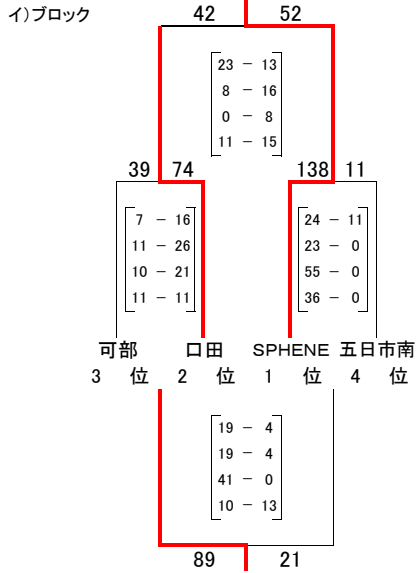 イ)ブロック
42 52
23 - 13
8 - 16
0 - 8
11 - 15
39 74 138 11
7 - 16 24 - 11
11 - 26 23 - 0
10 - 21 55 - 0
11 - 11 36 - 0
可部 口田 SPHENE 五日市南
3 位 2 位 1 位 4 位
19 - 4
19 - 4
41 - 0
10 - 13
89 21